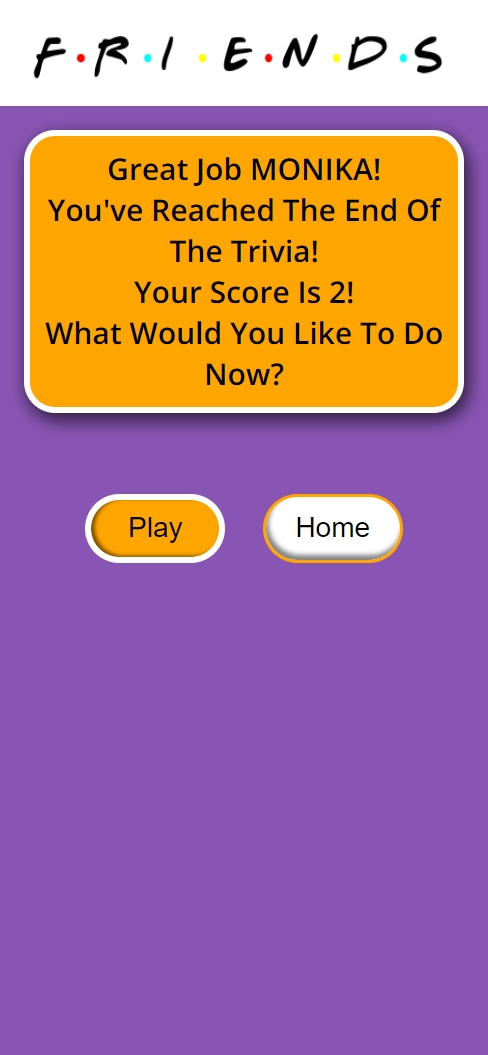 F·R·I·E·N·D·S
Great Job MONIKA!
You've Reached The End Of
The Trivia!
Your Score Is 2!
What Would You Like To Do
Now?
Play
Home